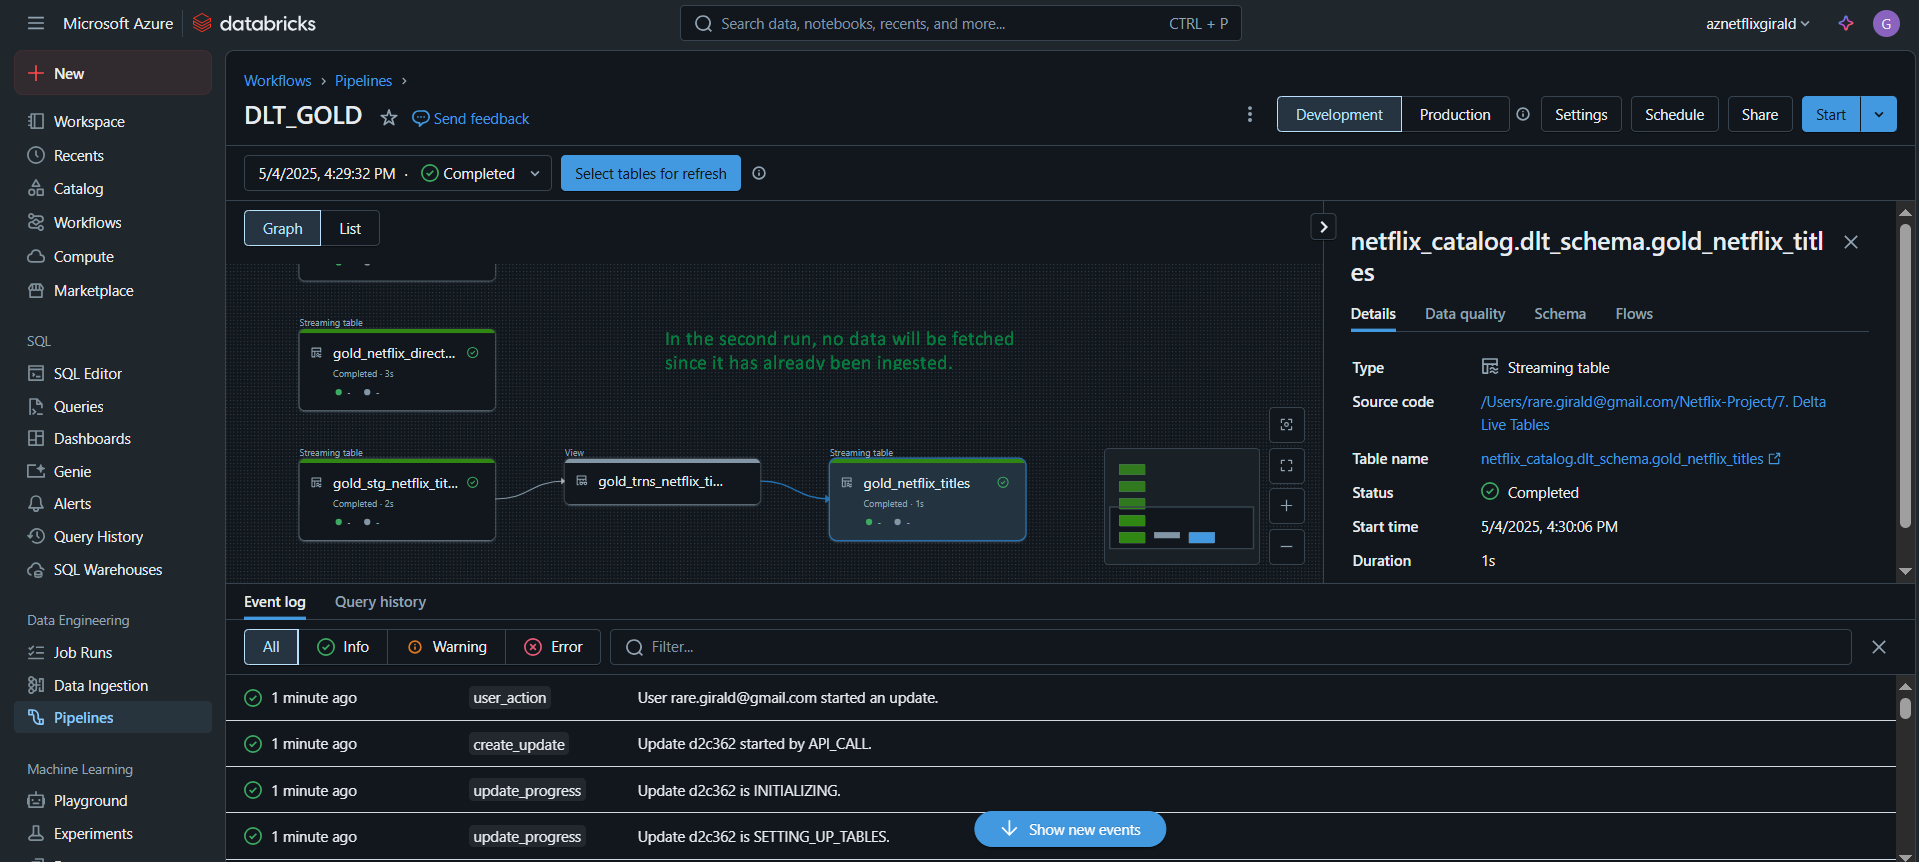 Microsoft Azure
databricks
Search data, notebooks, recents, and more...
CTRL + P
aznetflixgirald
G
New
Workspace
Recents
Catalog
Workflows
Compute
Marketplace
SQL
SQL Editor
Queries
Dashboards
Genie
Alerts
Query History
SQL Warehouses
Data Engineering
Job Runs
Data Ingestion
Pipelines
Machine Learning
Playground
Experiments
Workflows › Pipelines ›
DLT_GOLD
Send feedback
Development
Production
Settings
Schedule
Share
Start
5/4/2025, 4:29:32 PM · Completed
Select tables for refresh
Graph
List
Streaming table
gold_netflix_direct...
Completed · 3s
- -
In the second run, no data will be fetched
since it has already been ingested.
Streaming table
gold_stg_netflix_tit...
Completed · 2s
- -
View
gold_trns_netflix_ti...
Streaming table
gold_netflix_titles
Completed · 1s
- -
netflix_catalog.dlt_schema.gold_netflix_titl
es
Details
Data quality
Schema
Flows
Type
Streaming table
Source code
/Users/rare.girald@gmail.com/Netflix-Project/7. Delta
Live Tables
Table name
netflix_catalog.dlt_schema.gold_netflix_titles
Status
Completed
Start time
5/4/2025, 4:30:06 PM
Duration
1s
Event log
Query history
All
Info
Warning
Error
Filter...
1 minute ago user_action User rare.girald@gmail.com started an update.
1 minute ago create_update Update d2c362 started by API_CALL.
1 minute ago update_progress Update d2c362 is INITIALIZING.
1 minute ago update_progress Update d2c362 is SETTING_UP_TABLES.
Show new events